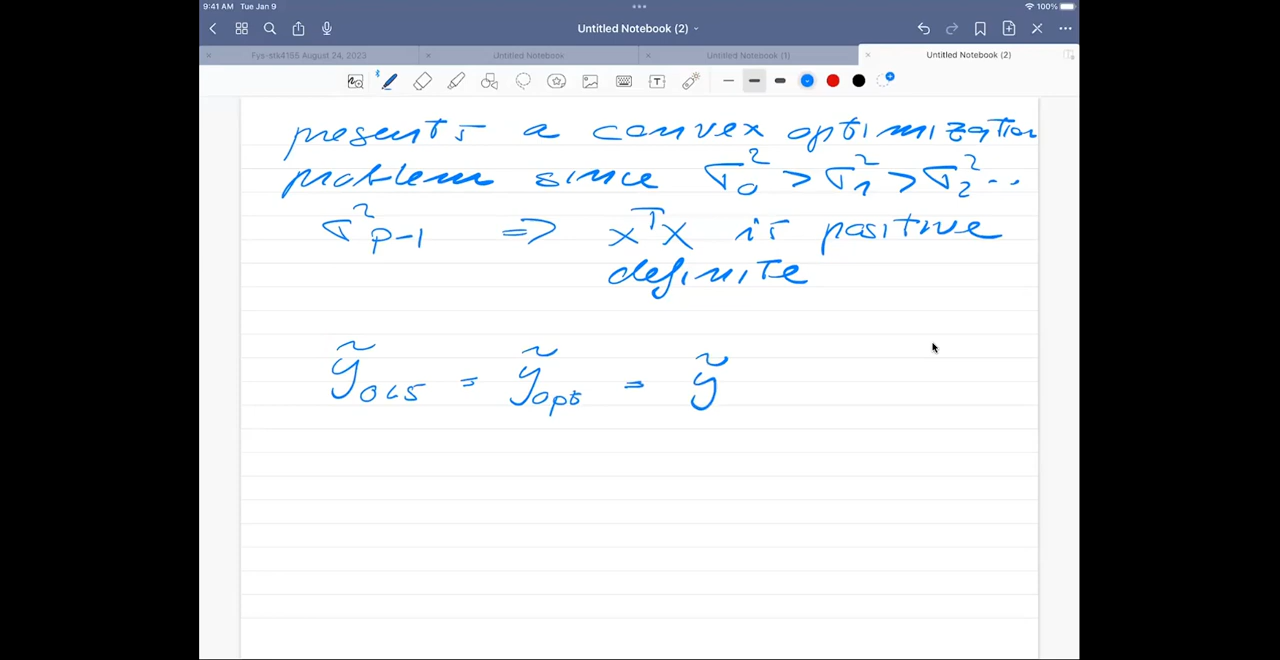 9:41 AM Tue Jan 9
100%
Untitled Notebook (2)
Fys-stk4155 August 24, 2023
Untitled Notebook
Untitled Notebook (1)
Untitled Notebook (2)
presents a convex optimization
problem since σ₀² > σ₁² > σ₂² ..
σ²p-1 => XᵀX is positive
definite
ỹOLS = ỹopt = ỹ